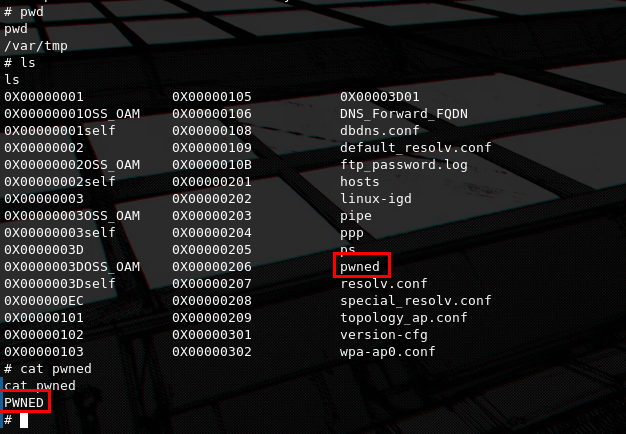 # pwd
pwd
/var/tmp
# ls
ls
0X00000001 0X00000105 0X00003D01
0X00000001OSS_OAM 0X00000106 DNS_Forward_FQDN
0X00000001self 0X00000108 dbdns.conf
0X00000002 0X00000109 default_resolv.conf
0X00000002OSS_OAM 0X0000010B ftp_password.log
0X00000002self 0X00000201 hosts
0X00000003 0X00000202 linux-igd
0X00000003OSS_OAM 0X00000203 pipe
0X00000003self 0X00000204 ppp
0X0000003D 0X00000205 ps
0X0000003DOSS_OAM 0X00000206 pwned
0X0000003Dself 0X00000207 resolv.conf
0X000000EC 0X00000208 special_resolv.conf
0X00000101 0X00000209 topology_ap.conf
0X00000102 0X00000301 version-cfg
0X00000103 0X00000302 wpa-ap0.conf
# cat pwned
cat pwned
PWNED
#